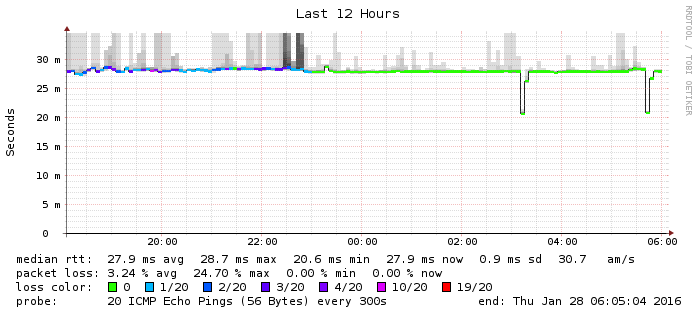 Last 12 Hours
RRDTOOL / TOBI OETIKER
Seconds
30 m
25 m
20 m
15 m
10 m
5 m
0
20:00 22:00 00:00 02:00 04:00 06:00
median rtt: 27.9 ms avg 28.7 ms max 20.6 ms min 27.9 ms now 0.9 ms sd 30.7 am/s
packet loss: 3.24 % avg 24.70 % max 0.00 % min 0.00 % now
loss color: 0 1/20 2/20 3/20 4/20 10/20 19/20
probe: 20 ICMP Echo Pings (56 Bytes) every 300s end: Thu Jan 28 06:05:04 2016